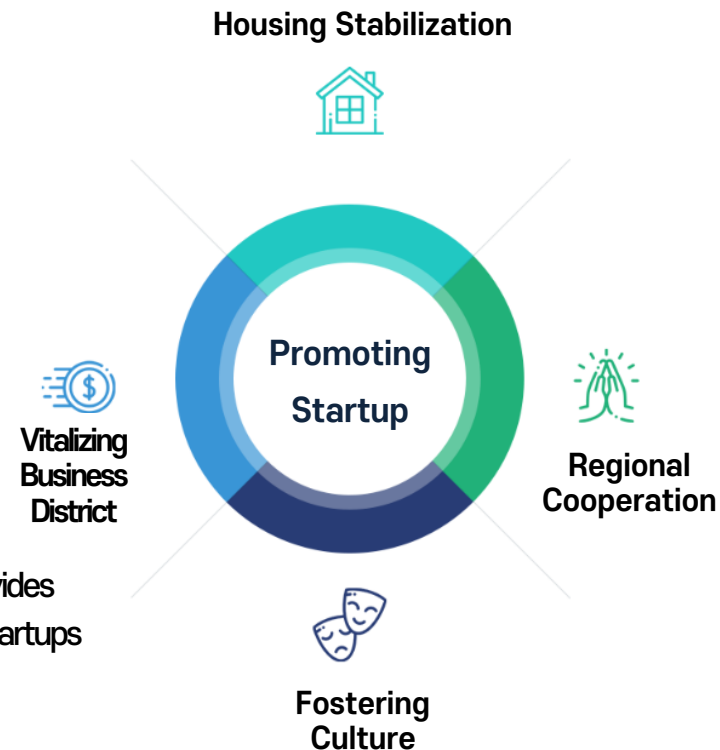 Housing Stabilization
Promoting
Startup
$
Vitalizing
Business
District
Regional
Cooperation
Fostering
Culture